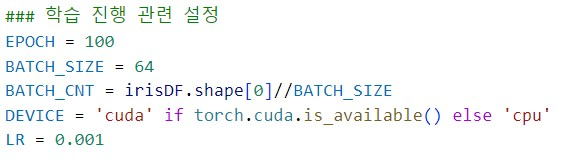 ### 학습 진행 관련 설정
EPOCH = 100
BATCH_SIZE = 64
BATCH_CNT = irisDF.shape[0]//BATCH_SIZE
DEVICE = 'cuda' if torch.cuda.is_available() else 'cpu'
LR = 0.001